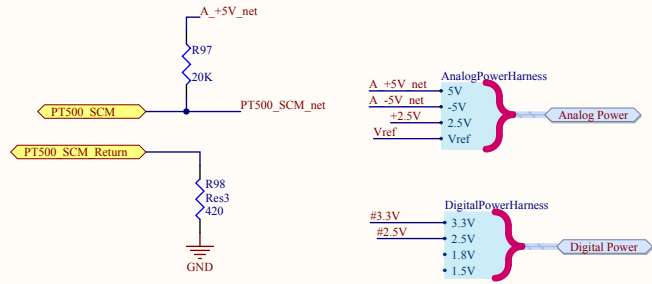 A_+5V_net
R97
20K
PT500_SCM
PT500_SCM_net
PT500_SCM_Return
R98
Res3
420
GND
AnalogPowerHarness
A_+5V_net 5V
A_-5V_net -5V
+2.5V 2.5V
Vref Vref
Analog Power
DigitalPowerHarness
#3.3V 3.3V
#2.5V 2.5V
1.8V
1.5V
Digital Power